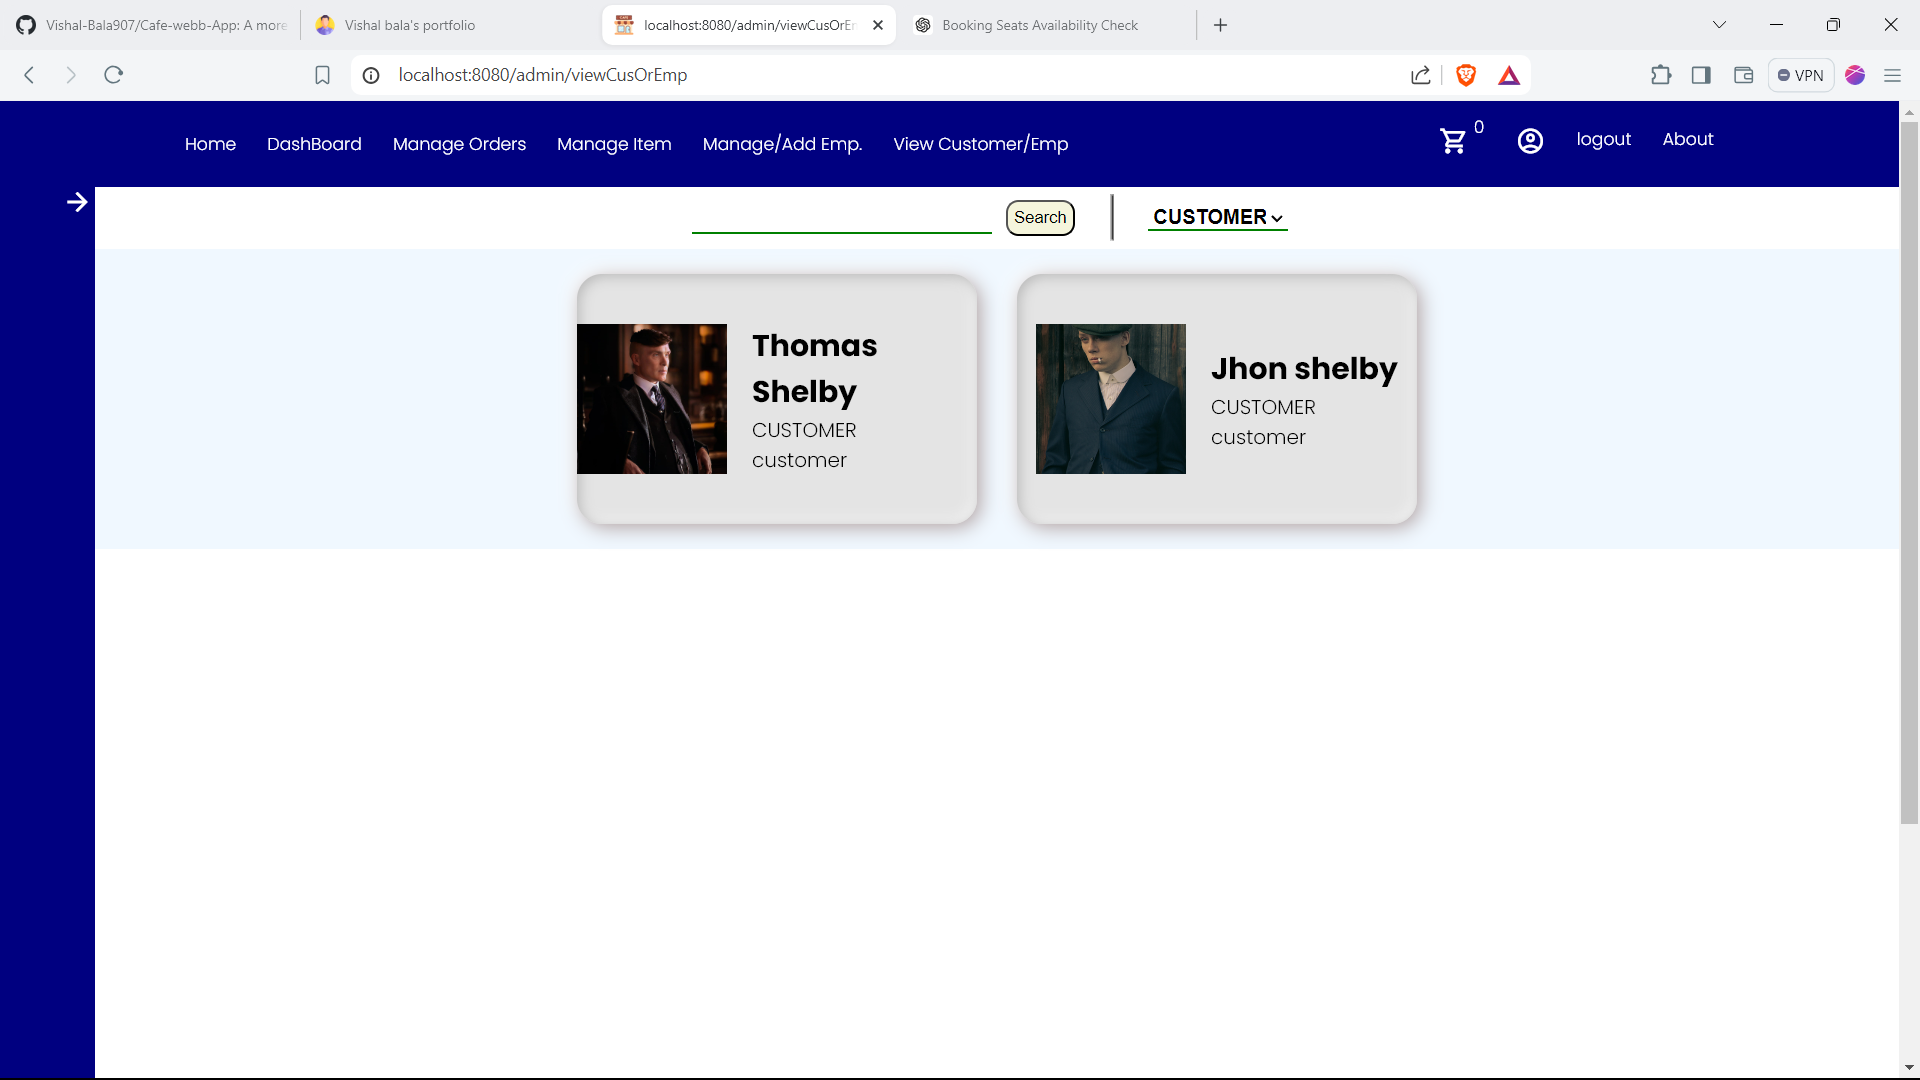 Vishal-Bala907/Cafe-webb-App: A more
Vishal bala's portfolio
localhost:8080/admin/viewCusOrEm
Booking Seats Availability Check
localhost:8080/admin/viewCusOrEmp
VPN
Home
DashBoard
Manage Orders
Manage Item
Manage/Add Emp.
View Customer/Emp
0
logout
About
Search
CUSTOMER
Thomas
Shelby
CUSTOMER
customer
Jhon shelby
CUSTOMER
customer